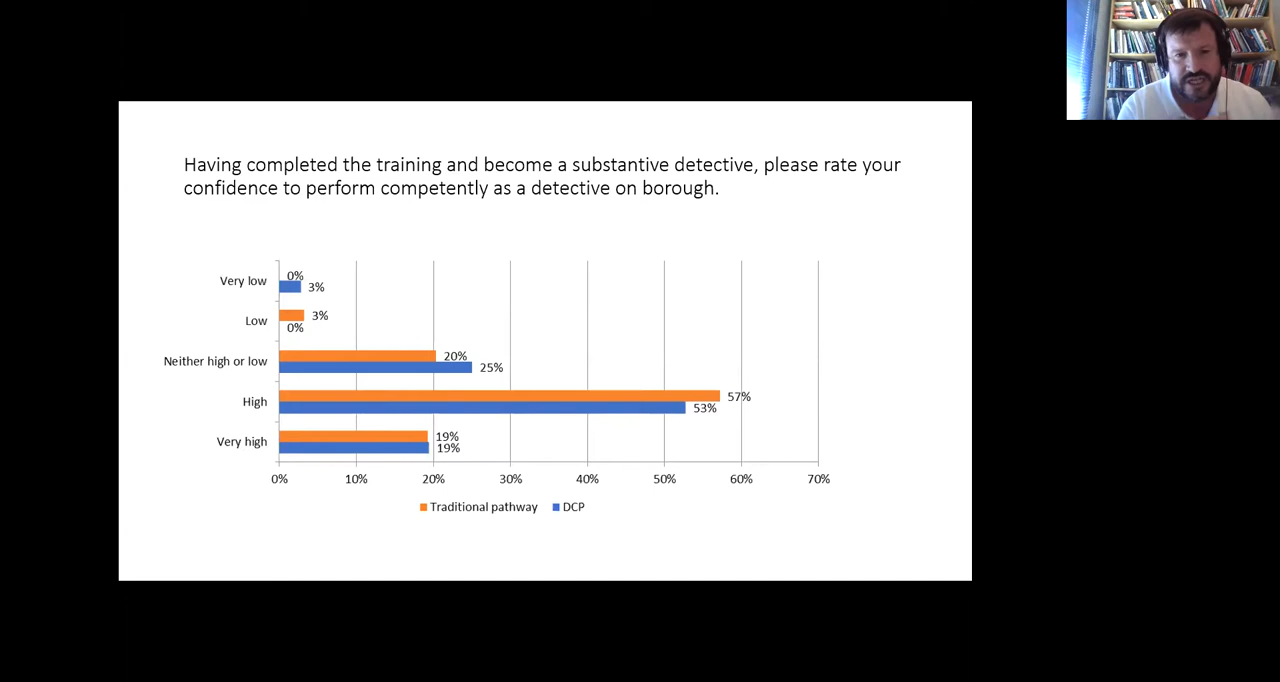 Having completed the training and become a substantive detective, please rate your
confidence to perform competently as a detective on borough.
Very low
0%
3%
Low
3%
0%
Neither high or low
20%
25%
High
57%
53%
Very high
19%
19%
0% 10% 20% 30% 40% 50% 60% 70%
Traditional pathway DCP